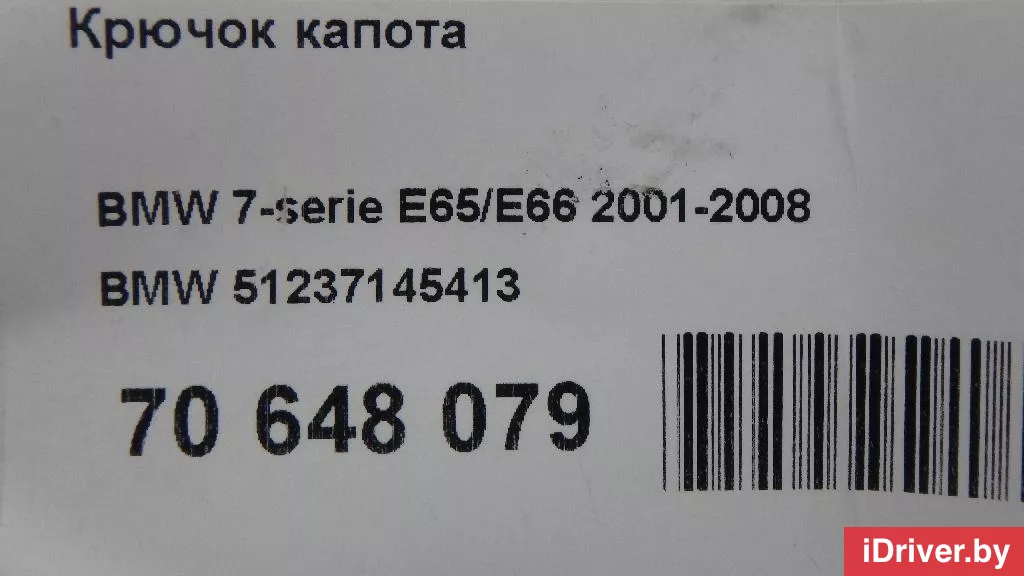 Крючок капота
BMW 7-serie E65/E66 2001-2008
BMW 51237145413
70 648 079
iDriver.by